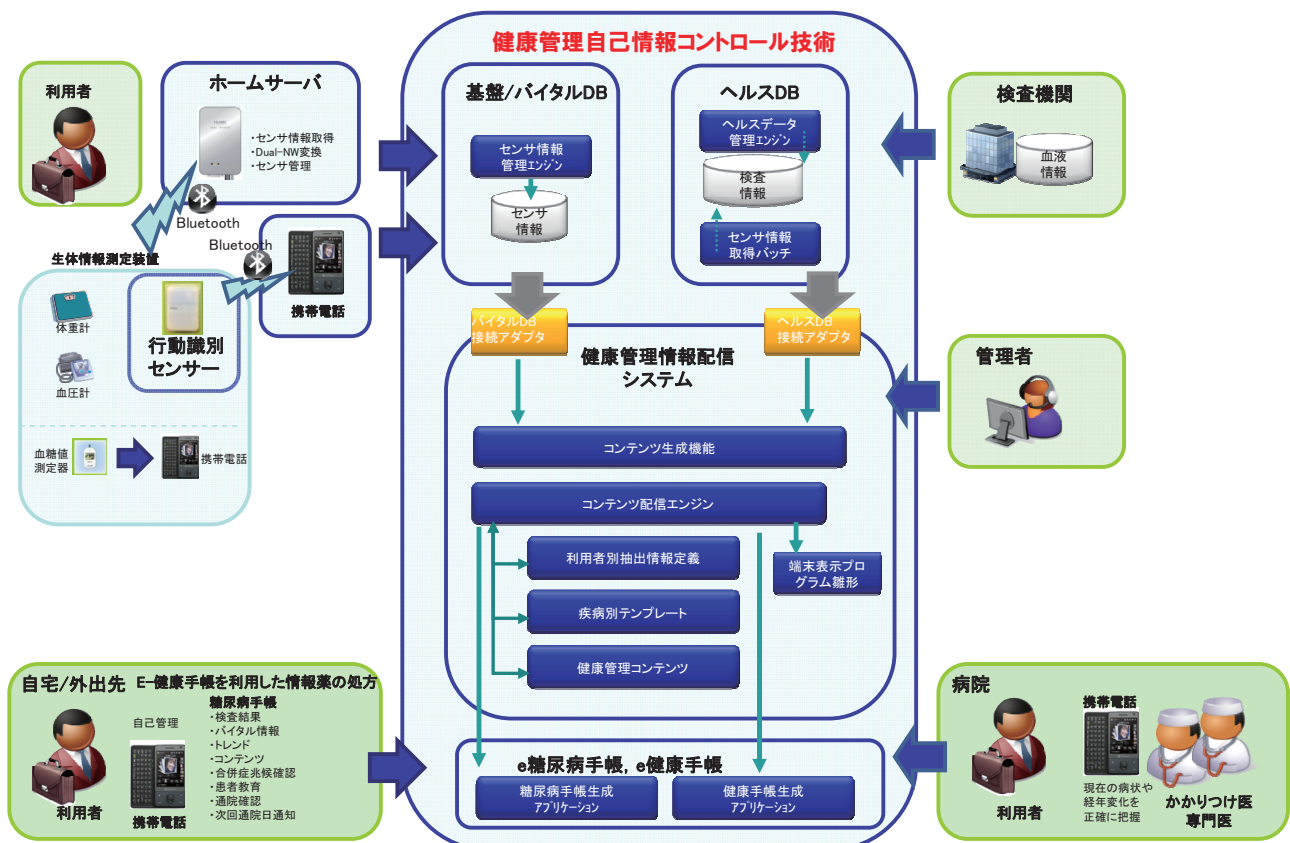 健康管理自己情報コントロール技術
利用者
ホームサーバ
・センサ情報取得
・Dual-NW変換
・センサ管理
Bluetooth
Bluetooth
携帯電話
生体情報測定装置
体重計
血圧計
行動識別
センサー
血糖値
測定器
携帯電話
基盤/バイタルDB
センサ情報
管理エンジン
センサ
情報
ヘルスDB
ヘルスデータ
管理エンジン
検査
情報
センサ情報
取得バッチ
検査機関
血液
情報
バイタルDB
接続アダプタ
ヘルスDB
接続アダプタ
健康管理情報配信
システム
管理者
コンテンツ生成機能
コンテンツ配信エンジン
利用者別抽出情報定義
疾病別テンプレート
健康管理コンテンツ
端末表示プロ
グラム雛形
自宅/外出先
E-健康手帳を利用した情報薬の処方
利用者
自己管理
携帯電話
糖尿病手帳
・検査結果
・バイタル情報
・トレンド
・コンテンツ
・合併症兆候確認
・患者教育
・通院確認
・次回通院日通知
e糖尿病手帳，e健康手帳
糖尿病手帳生成
アプリケーション
健康手帳生成
アプリケーション
病院
利用者
携帯電話
現在の病状や
経年変化を
正確に把握
かかりつけ医
専門医